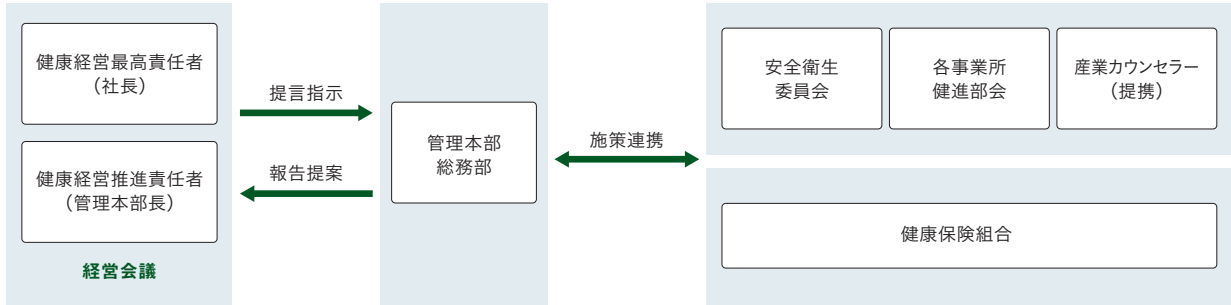 健康経営最高責任者
(社長)
健康経営推進責任者
(管理本部長)
経営会議
提言指示
報告提案
管理本部
総務部
施策連携
安全衛生
委員会
各事業所
健進部会
産業カウンセラー
(提携)
健康保険組合